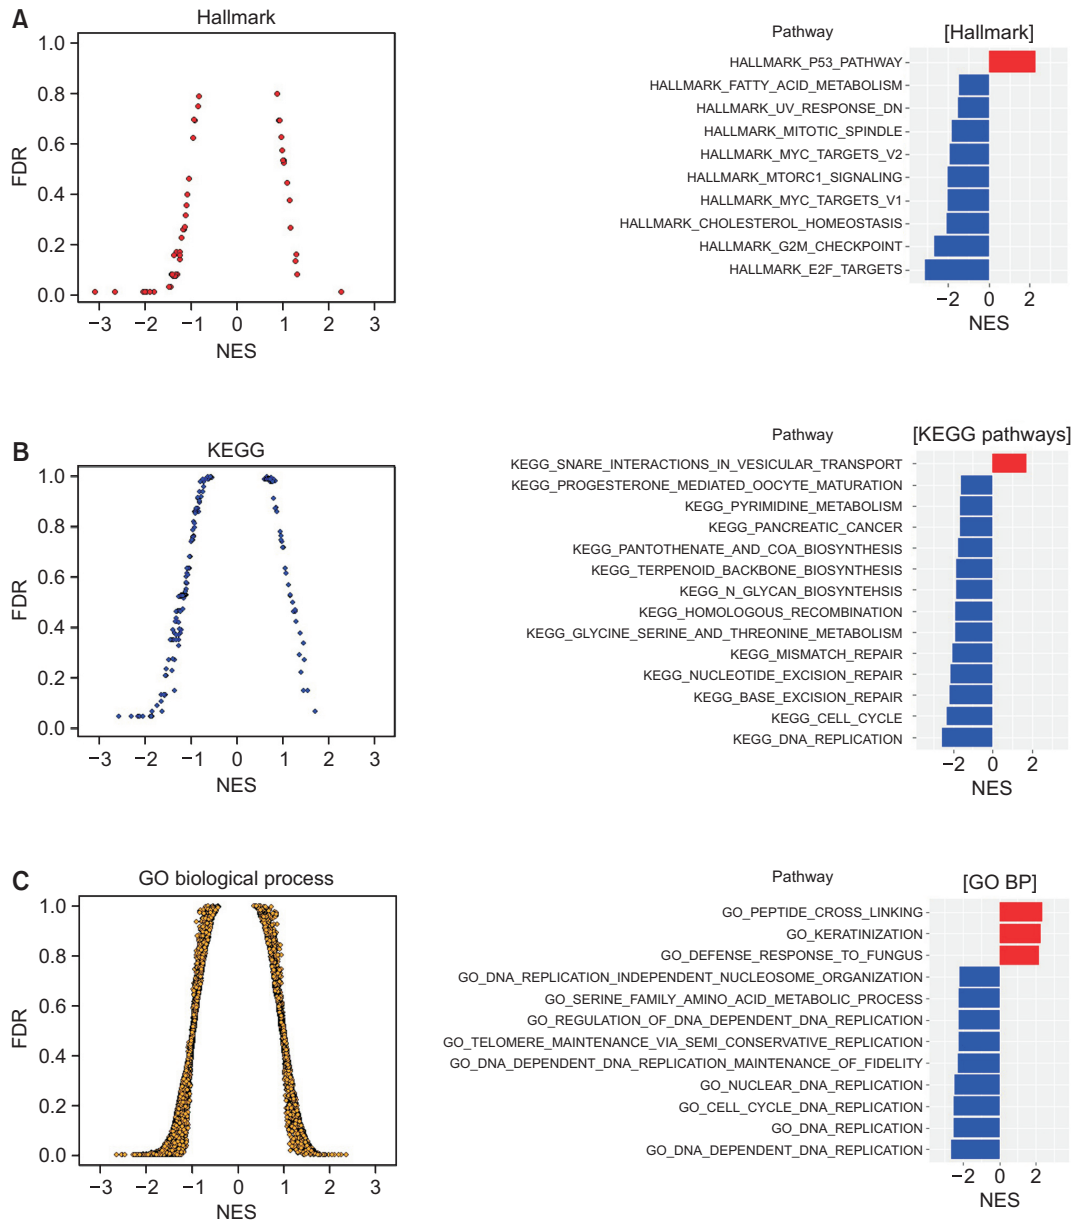 A
Hallmark
1.0
0.8
0.6
0.4
0.2
0.0
FDR
−3 −2 −1 0 1 2 3
NES
Pathway [Hallmark]
HALLMARK_P53_PATHWAY
HALLMARK_FATTY_ACID_METABOLISM
HALLMARK_UV_RESPONSE_DN
HALLMARK_MITOTIC_SPINDLE
HALLMARK_MYC_TARGETS_V2
HALLMARK_MTORC1_SIGNALING
HALLMARK_MYC_TARGETS_V1
HALLMARK_CHOLESTEROL_HOMEOSTASIS
HALLMARK_G2M_CHECKPOINT
HALLMARK_E2F_TARGETS
−2 0 2
NES
B
KEGG
1.0
0.8
0.6
0.4
0.2
0.0
FDR
−3 −2 −1 0 1 2 3
NES
Pathway [KEGG pathways]
KEGG_SNARE_INTERACTIONS_IN_VESICULAR_TRANSPORT
KEGG_PROGESTERONE_MEDIATED_OOCYTE_MATURATION
KEGG_PYRIMIDINE_METABOLISM
KEGG_PANCREATIC_CANCER
KEGG_PANTOTHENATE_AND_COA_BIOSYNTHESIS
KEGG_TERPENOID_BACKBONE_BIOSYNTHESIS
KEGG_N_GLYCAN_BIOSYNTEHSIS
KEGG_HOMOLOGOUS_RECOMBINATION
KEGG_GLYCINE_SERINE_AND_THREONINE_METABOLISM
KEGG_MISMATCH_REPAIR
KEGG_NUCLEOTIDE_EXCISION_REPAIR
KEGG_BASE_EXCISION_REPAIR
KEGG_CELL_CYCLE
KEGG_DNA_REPLICATION
−2 0 2
NES
C
GO biological process
1.0
0.8
0.6
0.4
0.2
0.0
FDR
−3 −2 −1 0 1 2 3
NES
Pathway [GO BP]
GO_PEPTIDE_CROSS_LINKING
GO_KERATINIZATION
GO_DEFENSE_RESPONSE_TO_FUNGUS
GO_DNA_REPLICATION_INDEPENDENT_NUCLEOSOME_ORGANIZATION
GO_SERINE_FAMILY_AMINO_ACID_METABOLIC_PROCESS
GO_REGULATION_OF_DNA_DEPENDENT_DNA_REPLICATION
GO_TELOMERE_MAINTENANCE_VIA_SEMI_CONSERVATIVE_REPLICATION
GO_DNA_DEPENDENT_DNA_REPLICATION_MAINTENANCE_OF_FIDELITY
GO_NUCLEAR_DNA_REPLICATION
GO_CELL_CYCLE_DNA_REPLICATION
GO_DNA_REPLICATION
GO_DNA_DEPENDENT_DNA_REPLICATION
−2 0 2
NES